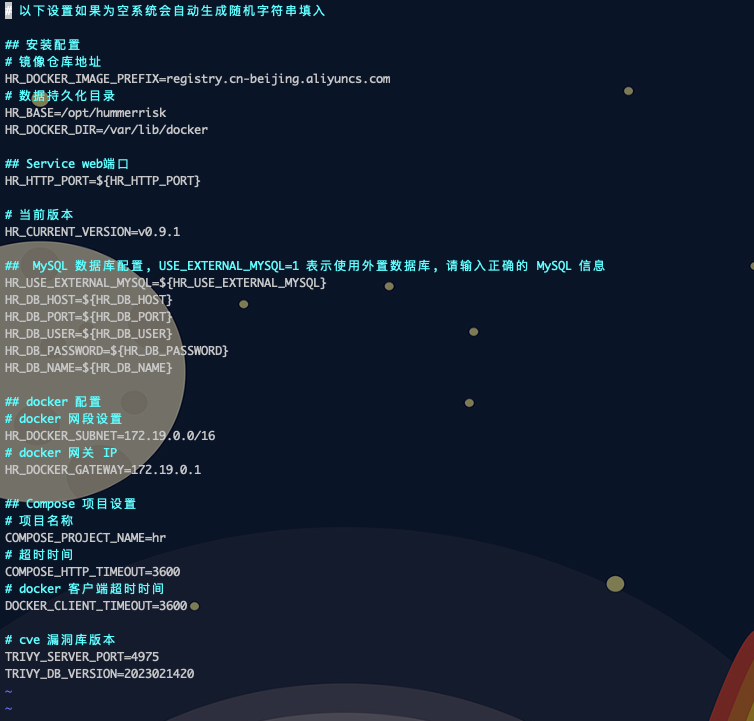 # 以下设置如果为空系统会自动生成随机字符串填入
## 安装配置
# 镜像仓库地址
HR_DOCKER_IMAGE_PREFIX=registry.cn-beijing.aliyuncs.com
# 数据持久化目录
HR_BASE=/opt/hummerrisk
HR_DOCKER_DIR=/var/lib/docker
## Service web端口
HR_HTTP_PORT=${HR_HTTP_PORT}
# 当前版本
HR_CURRENT_VERSION=v0.9.1
##  MySQL 数据库配置, USE_EXTERNAL_MYSQL=1 表示使用外置数据库, 请输入正确的 MySQL 信息
HR_USE_EXTERNAL_MYSQL=${HR_USE_EXTERNAL_MYSQL}
HR_DB_HOST=${HR_DB_HOST}
HR_DB_PORT=${HR_DB_PORT}
HR_DB_USER=${HR_DB_USER}
HR_DB_PASSWORD=${HR_DB_PASSWORD}
HR_DB_NAME=${HR_DB_NAME}
## docker 配置
# docker 网段设置
HR_DOCKER_SUBNET=172.19.0.0/16
# docker 网关 IP
HR_DOCKER_GATEWAY=172.19.0.1
## Compose 项目设置
# 项目名称
COMPOSE_PROJECT_NAME=hr
# 超时时间
COMPOSE_HTTP_TIMEOUT=3600
# docker 客户端超时时间
DOCKER_CLIENT_TIMEOUT=3600
# cve 漏洞库版本
TRIVY_SERVER_PORT=4975
TRIVY_DB_VERSION=2023021420
~
~